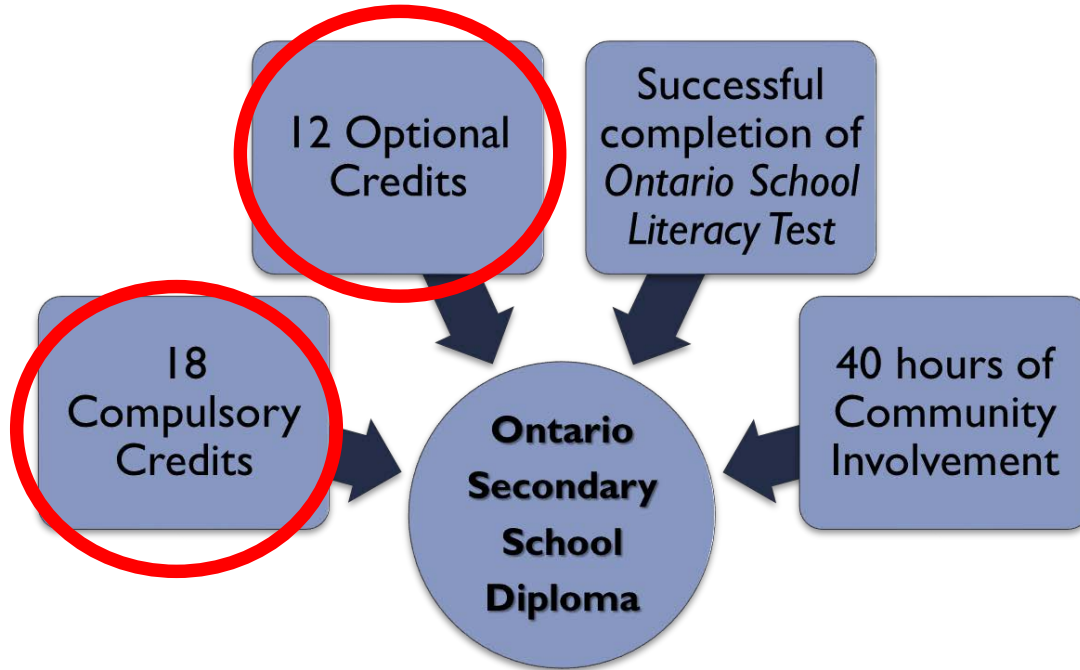 12 Optional
Credits
Successful
completion of
Ontario School
Literacy Test
18
Compulsory
Credits
40 hours of
Community
Involvement
Ontario
Secondary
School
Diploma